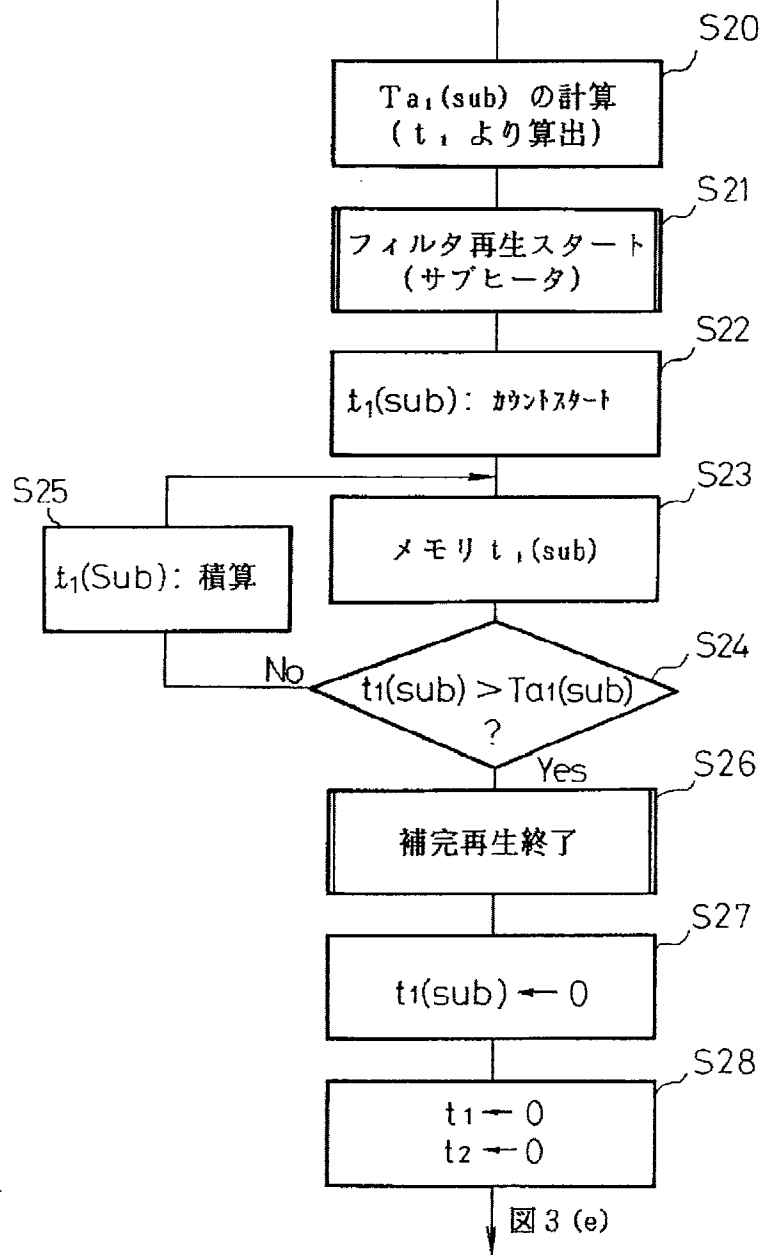 S20
Ta₁(sub) の計算
(t₁ より算出)
S21
フィルタ再生スタート
(サブヒータ)
S22
t₁(sub): カウントスタート
S23
メモリ t₁(sub)
S25
t₁(Sub): 積算
S24
No
t₁(sub) > Ta₁(sub)
?
Yes
S26
補完再生終了
S27
t₁(sub) ← 0
S28
t₁ ← 0
t₂ ← 0
図3 (e)